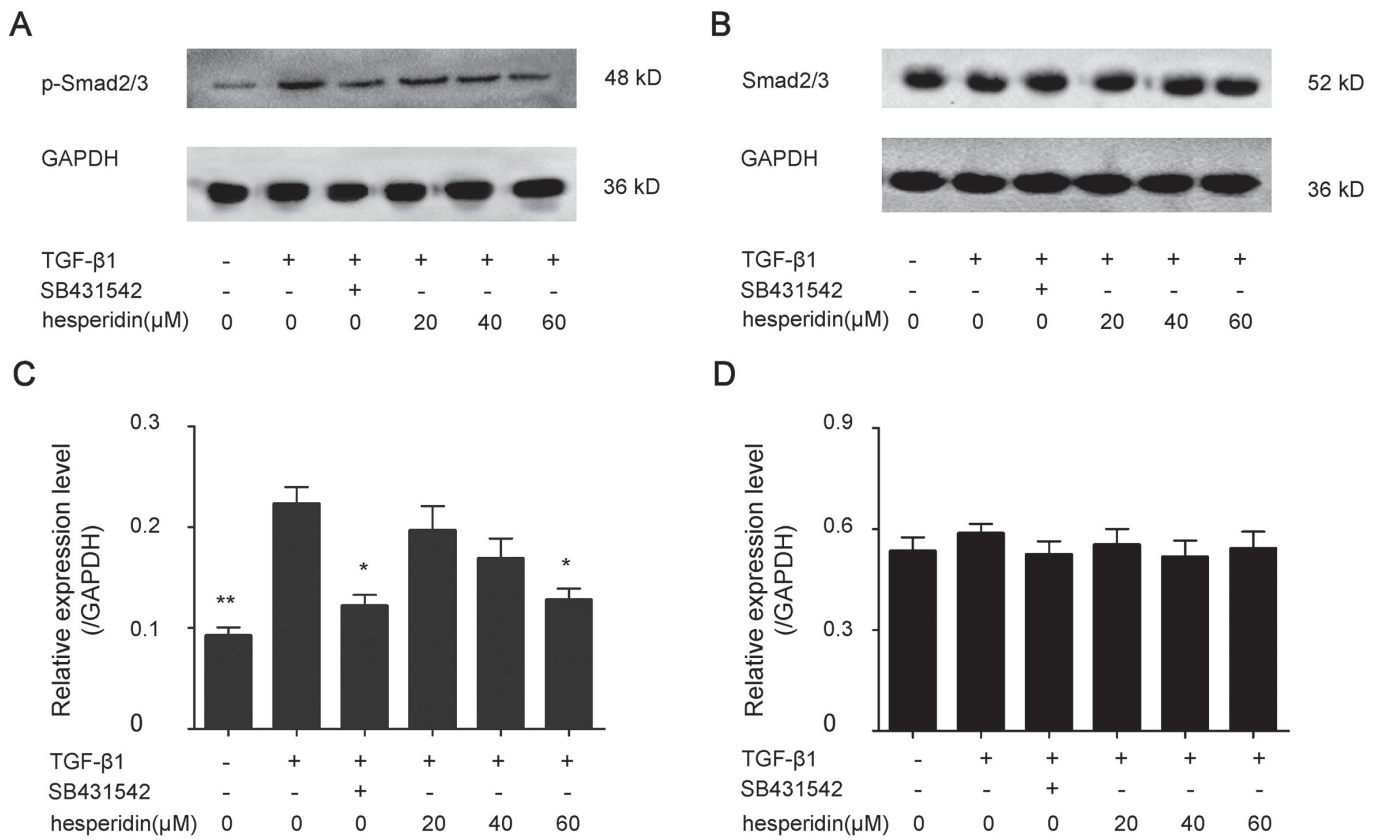 A
p-Smad2/3
48 kD
GAPDH
36 kD
TGF-β1 - + + + + +
SB431542 - - + - - -
hesperidin(μM) 0 0 0 20 40 60
B
Smad2/3
52 kD
GAPDH
36 kD
TGF-β1 - + + + + +
SB431542 - - + - - -
hesperidin(μM) 0 0 0 20 40 60
C
Relative expression level
(/GAPDH)
0.3
0.2
0.1
0
**
*
*
TGF-β1 - + + + + +
SB431542 - - + - - -
hesperidin(μM) 0 0 0 20 40 60
D
Relative expression level
(/GAPDH)
0.9
0.6
0.3
0
TGF-β1 - + + + + +
SB431542 - - + - - -
hesperidin(μM) 0 0 0 20 40 60